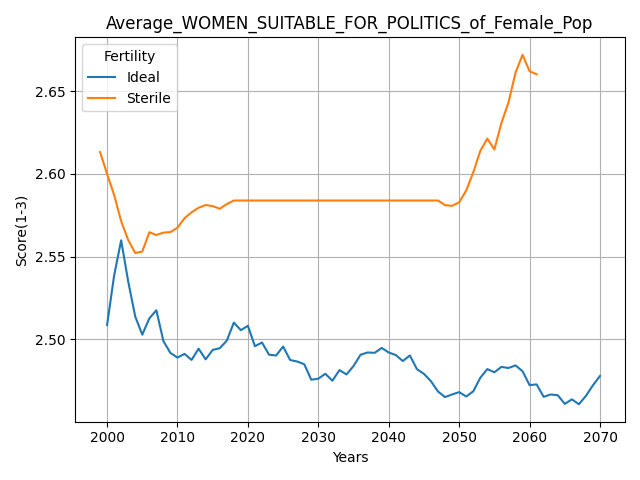 Average_WOMEN_SUITABLE_FOR_POLITICS_of_Female_Pop
Fertility
Ideal
Sterile
2.65
2.60
2.55
2.50
Score(1-3)
2000 2010 2020 2030 2040 2050 2060 2070
Years